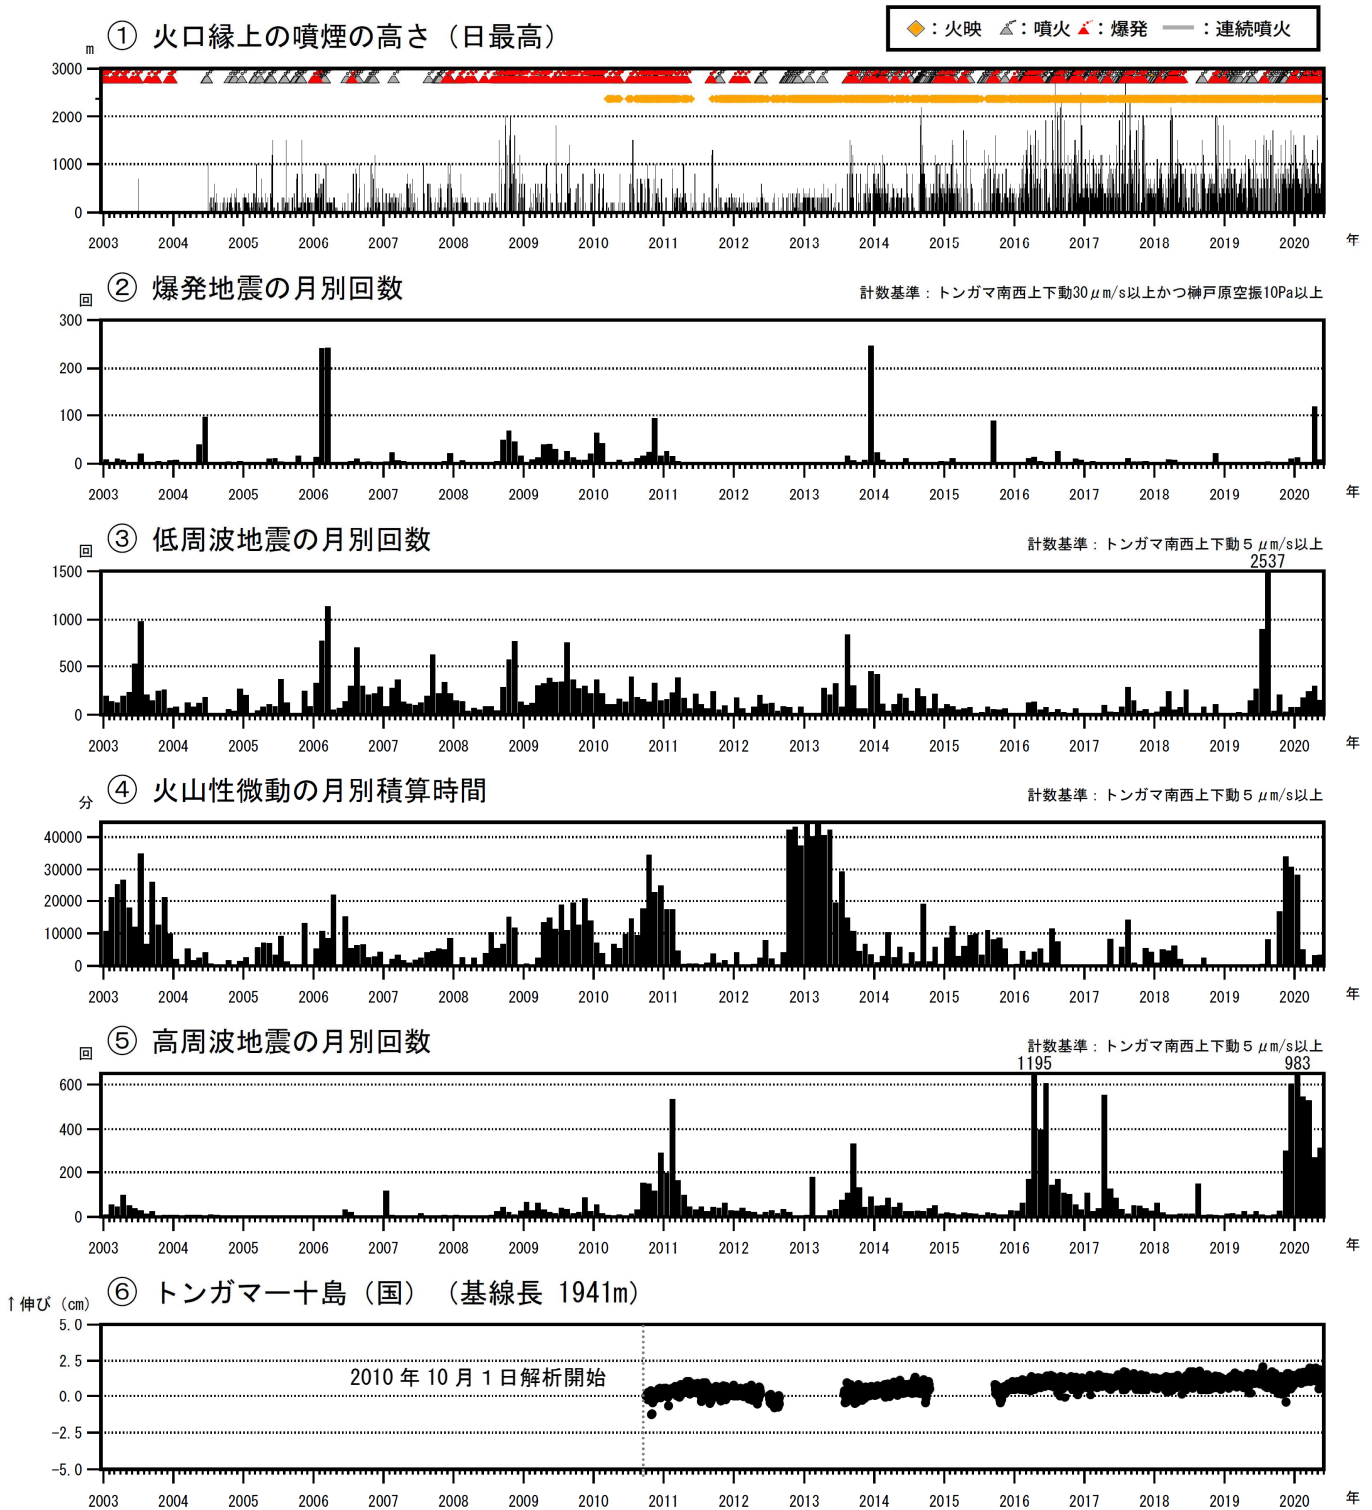 ◆：火映 ：噴火 ：爆発 ：連続噴火
① 火口縁上の噴煙の高さ（日最高）
m
3000
2000
1000
0
2003 2004 2005 2006 2007 2008 2009 2010 2011 2012 2013 2014 2015 2016 2017 2018 2019 2020 年
② 爆発地震の月別回数
回
計数基準：トンガマ南西上下動30μm/s以上かつ榊戸原空振10Pa以上
300
200
100
0
2003 2004 2005 2006 2007 2008 2009 2010 2011 2012 2013 2014 2015 2016 2017 2018 2019 2020 年
③ 低周波地震の月別回数
回
計数基準：トンガマ南西上下動５μm/s以上
2537
1500
1000
500
0
2003 2004 2005 2006 2007 2008 2009 2010 2011 2012 2013 2014 2015 2016 2017 2018 2019 2020 年
④ 火山性微動の月別積算時間
分
計数基準：トンガマ南西上下動５μm/s以上
40000
30000
20000
10000
0
2003 2004 2005 2006 2007 2008 2009 2010 2011 2012 2013 2014 2015 2016 2017 2018 2019 2020 年
⑤ 高周波地震の月別回数
回
計数基準：トンガマ南西上下動５μm/s以上
1195 983
600
400
200
0
2003 2004 2005 2006 2007 2008 2009 2010 2011 2012 2013 2014 2015 2016 2017 2018 2019 2020 年
⑥ トンガマー十島（国）（基線長 1941m）
↑伸び（cm）
5.0
2.5
2010 年 10 月 1 日解析開始
0.0
-2.5
-5.0
2003 2004 2005 2006 2007 2008 2009 2010 2011 2012 2013 2014 2015 2016 2017 2018 2019 2020 年